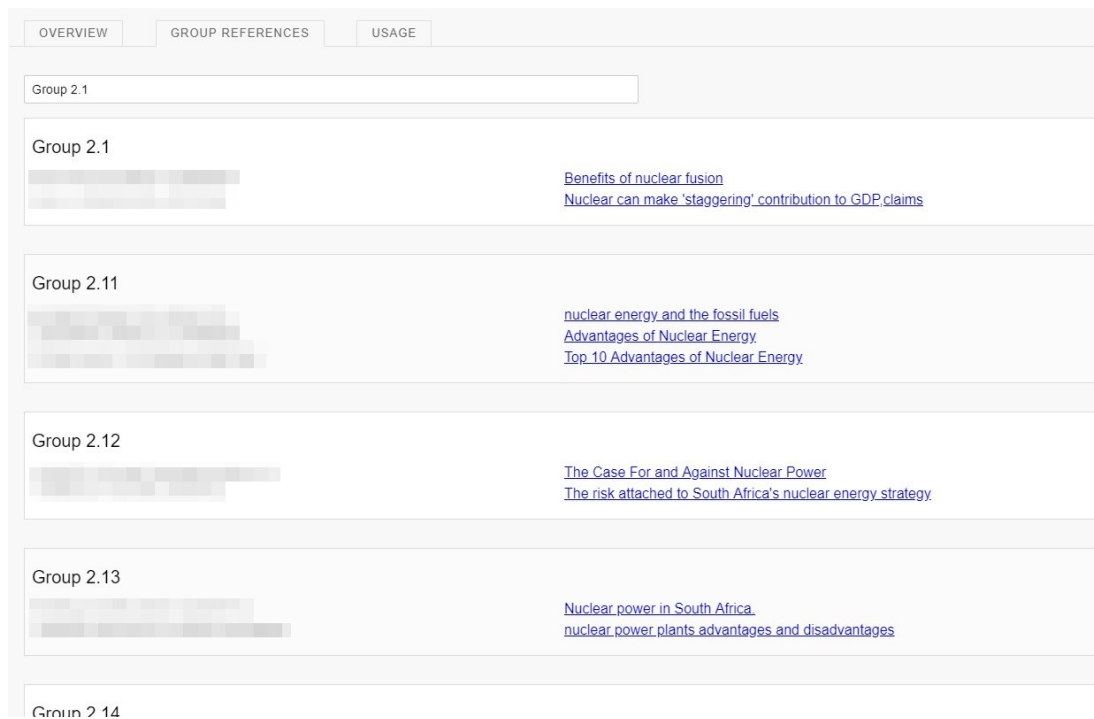 OVERVIEW
GROUP REFERENCES
USAGE
Group 2.1
Group 2.1
Benefits of nuclear fusion
Nuclear can make 'staggering' contribution to GDP,claims
Group 2.11
nuclear energy and the fossil fuels
Advantages of Nuclear Energy
Top 10 Advantages of Nuclear Energy
Group 2.12
The Case For and Against Nuclear Power
The risk attached to South Africa's nuclear energy strategy
Group 2.13
Nuclear power in South Africa.
nuclear power plants advantages and disadvantages
Group 2.14